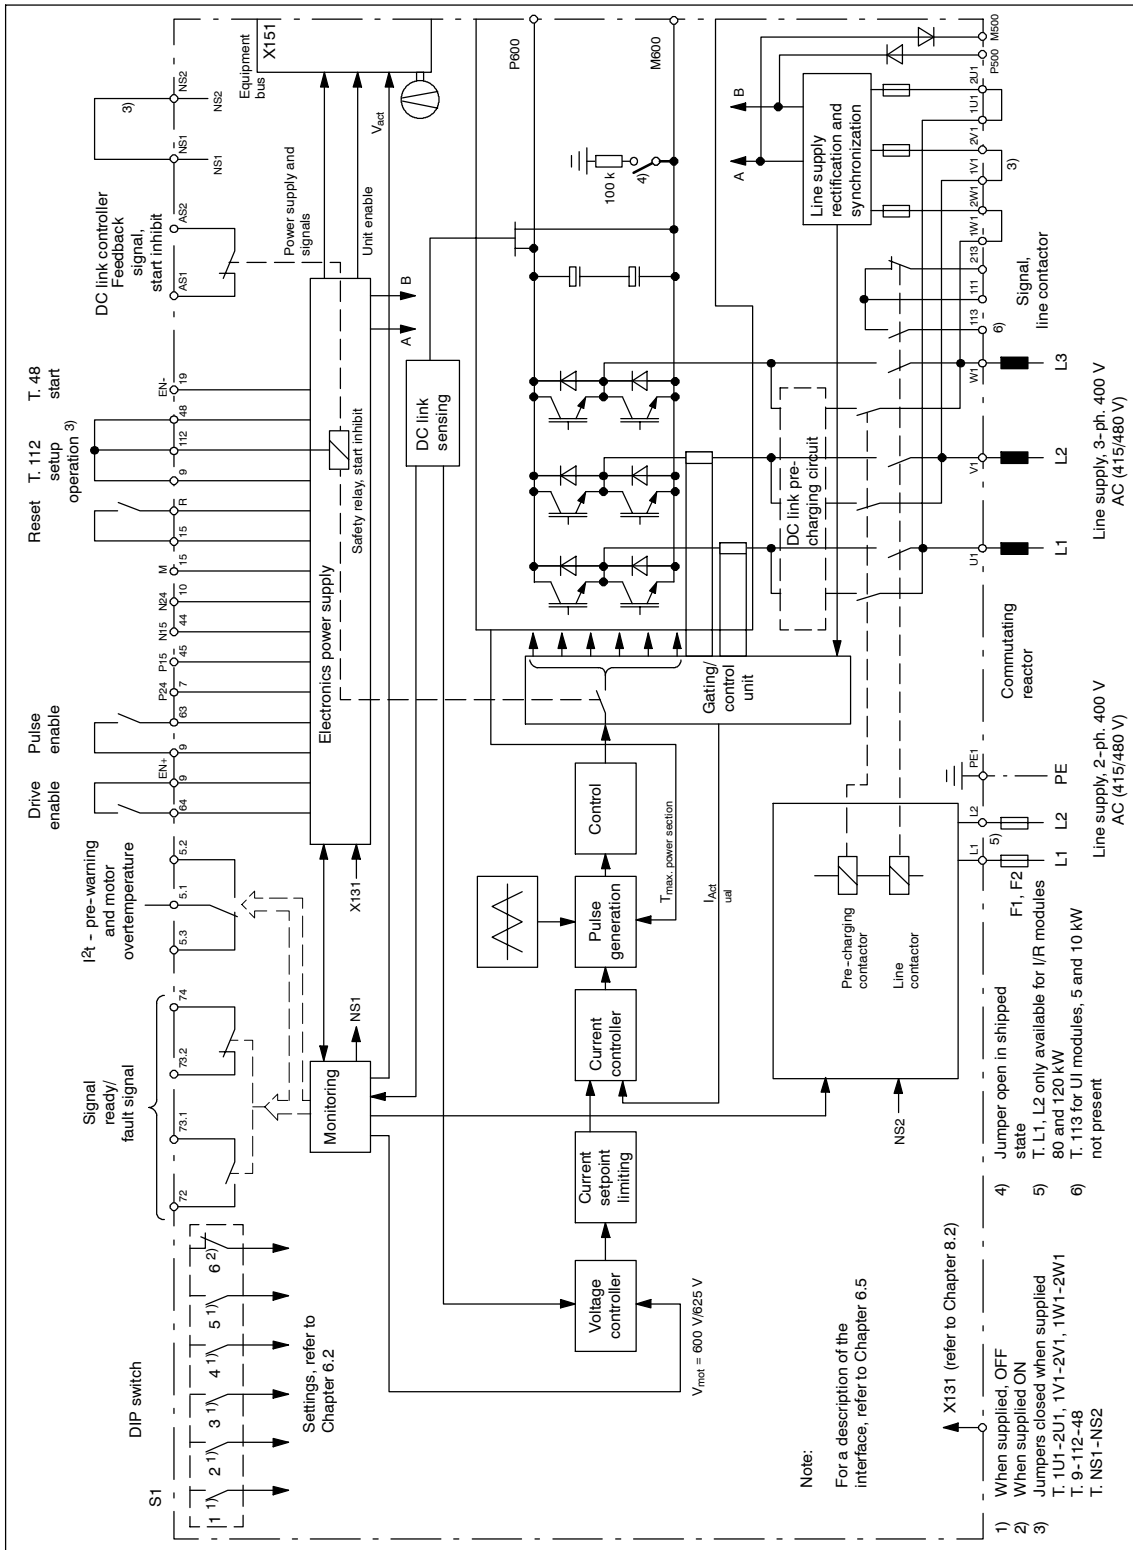 S1
DIP switch
1 1)
2 1)
3 1)
4 1)
5 1)
6 2)
Settings, refer to
Chapter 6.2
Signal
ready/
fault signal
72
73.1
73.2
74
I²t - pre-warning
and motor
overtemperature
5.3
5.1
5.2
Drive
enable
64
9
EN+
Pulse
enable
9
63
P24
7
P15
45
N15
44
N24
10
M
15
Reset
15
R
T. 112
setup
operation 3)
9
112
48
T. 48
start
EN-
19
DC link controller
Feedback
signal,
start inhibit
AS1
AS2
NS1
NS1
3)
NS2
NS2
Equipment
bus
X151
Monitoring
NS1
X131
Electronics power supply
Safety relay, start inhibit
Power supply and
signals
Unit enable
Vact
A
B
DC link
sensing
P600
M600
100 k
4)
Vmot = 600 V/625 V
Voltage
controller
Current
setpoint
limiting
Current
controller
Pulse
generation
Control
Gating/
control
unit
Tmax. power section
IAct
ual
DC link pre-
charging circuit
Line supply
rectification and
synchronization
A
B
NS2
Pre-charging
contactor
Line
contactor
L1
L2
5)
F1, F2
L1
L2
PE1
PE
Line supply, 2-ph. 400 V
AC (415/480 V)
Commutating
reactor
U1
V1
W1
L1
L2
L3
Line supply, 3-ph. 400 V
AC (415/480 V)
113
6)
111
213
Signal,
line contactor
1W1
2W1
1V1
2V1
1U1
2U1
3)
P500
M500
Note:
For a description of the
interface, refer to Chapter 6.5
X131 (refer to Chapter 8.2)
1) When supplied, OFF
2) When supplied ON
3) Jumpers closed when supplied
T. 1U1-2U1, 1V1-2V1, 1W1-2W1
T. 9-112-48
T. NS1-NS2
4) Jumper open in shipped
state
5) T. L1, L2 only available for I/R modules
80 and 120 kW
6) T. 113 for UI modules, 5 and 10 kW
not present